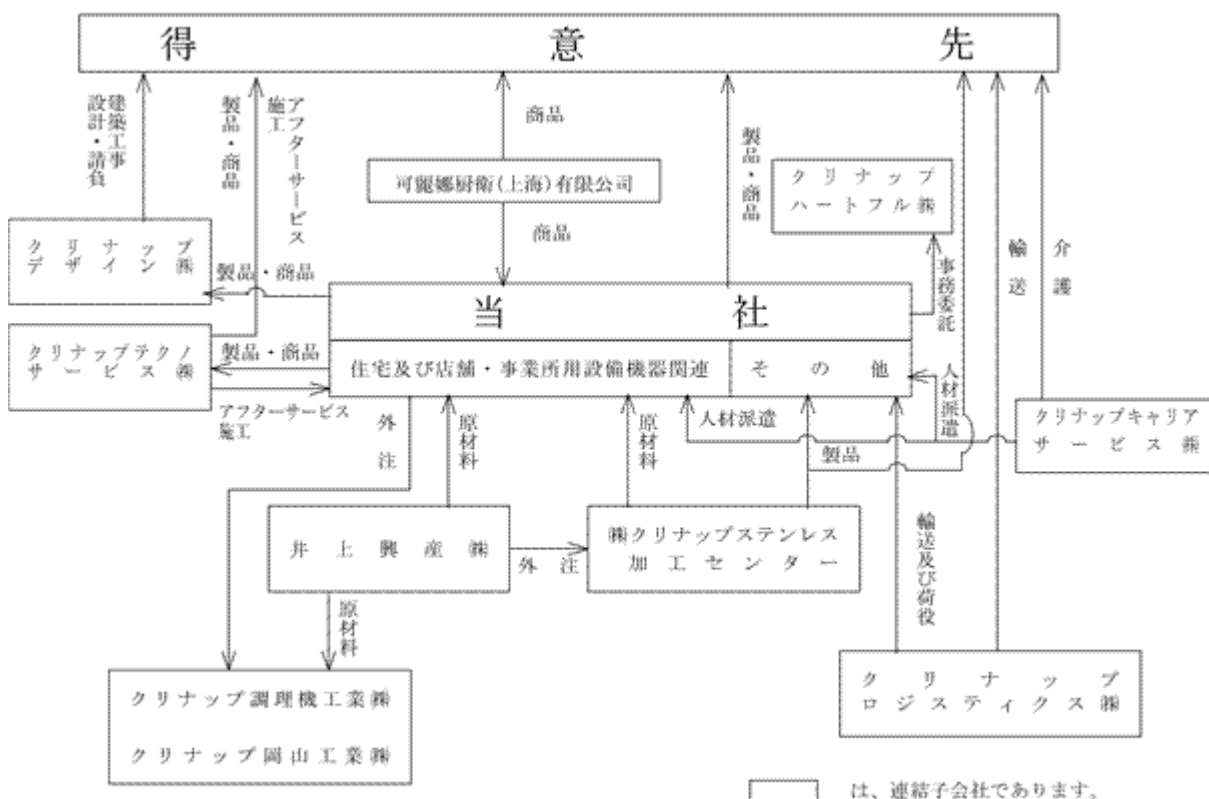 得意先
建築工事
設計・請負
製品・商品
アフターサービス
施工
商品
製品・商品
可麗娜厨衛(上海)有限公司
クリナップ
ハートフル㈱
商品
輸送
介護
クリナップ
デザイン㈱
製品・商品
事務委託
当社
クリナップテクノ
サービス㈱
製品・商品
住宅及び店舗・事業所用設備機器関連
その他
アフターサービス
施工
外注
原材料
原材料
人材派遣
人材派遣
製品
クリナップキャリア
サービス㈱
井上興産㈱
外注
㈱クリナップステンレス
加工センター
輸送及び荷役
原材料
クリナップ調理機工業㈱
クリナップ岡山工業㈱
クリナップ
ロジスティクス㈱
は、連結子会社であります。